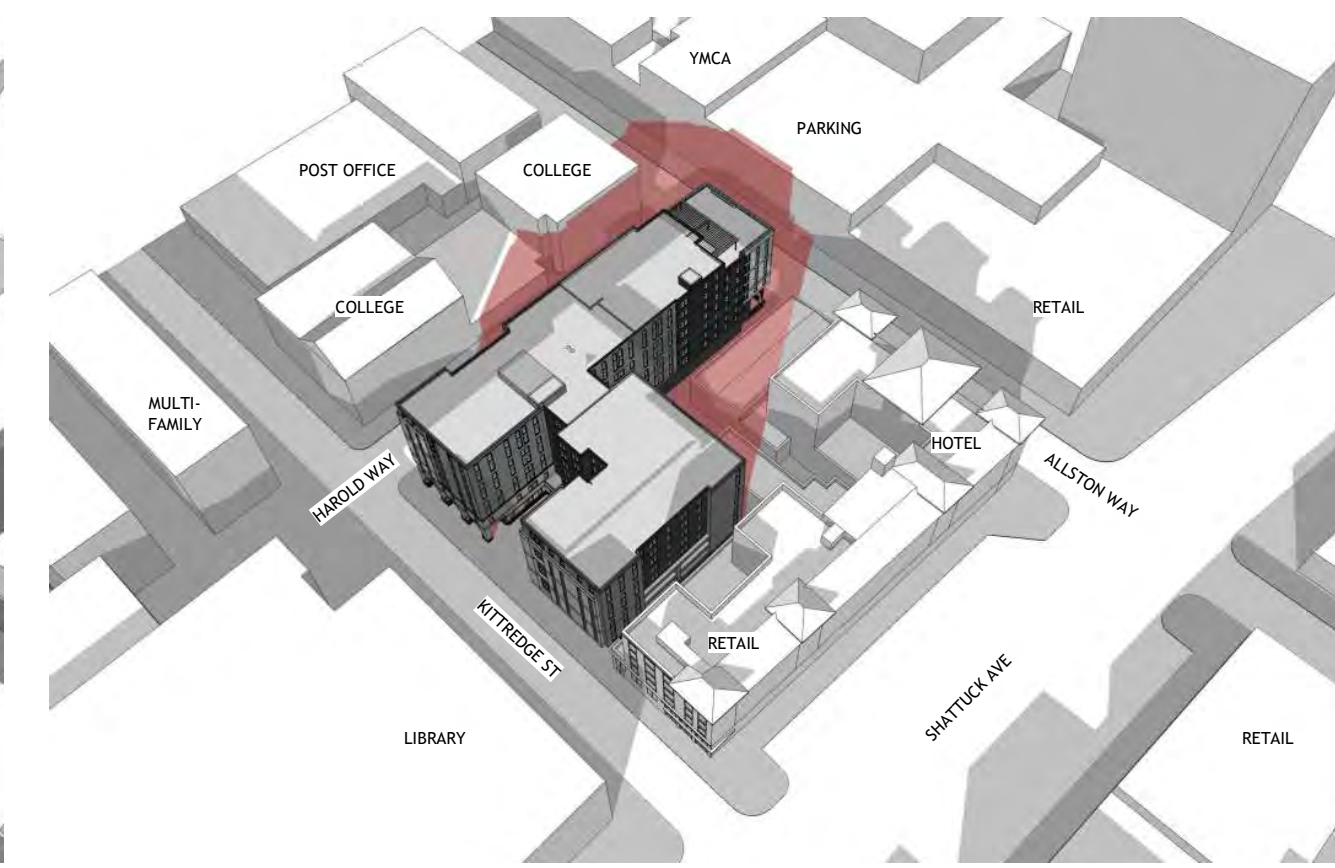 YMCA
PARKING
POST OFFICE
COLLEGE
COLLEGE
RETAIL
MULTI-
FAMILY
HOTEL
HAROLD WAY
ALLSTON WAY
KITTREDGE ST
RETAIL
SHATTUCK AVE
LIBRARY
RETAIL